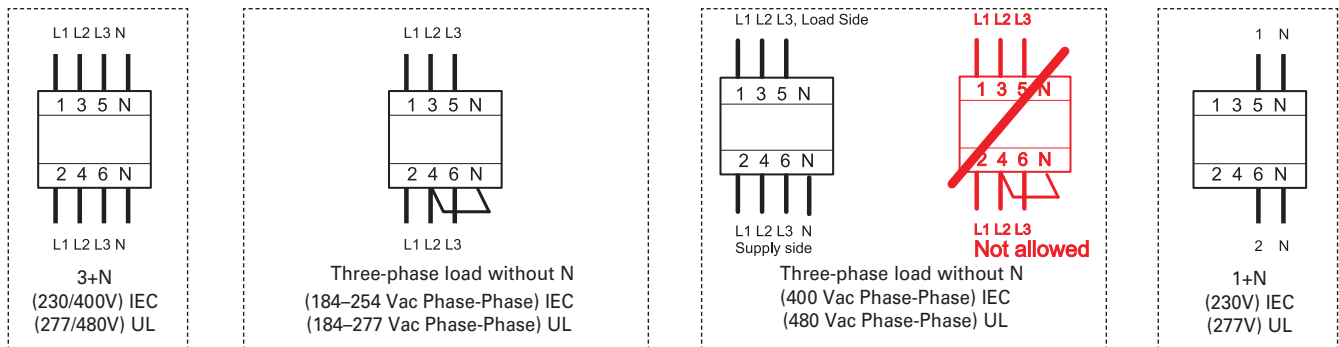 L1 L2 L3 N
1 3 5 N
2 4 6 N
L1 L2 L3 N
3+N
(230/400V) IEC
(277/480V) UL
L1 L2 L3
1 3 5 N
2 4 6 N
L1 L2 L3
Three-phase load without N
(184–254 Vac Phase-Phase) IEC
(184–277 Vac Phase-Phase) UL
L1 L2 L3, Load Side
1 3 5 N
2 4 6 N
L1 L2 L3 N
Supply side
L1 L2 L3
1 3 5 N
2 4 6 N
L1 L2 L3
Not allowed
Three-phase load without N
(400 Vac Phase-Phase) IEC
(480 Vac Phase-Phase) UL
1 N
1 3 5 N
2 4 6 N
2 N
1+N
(230V) IEC
(277V) UL